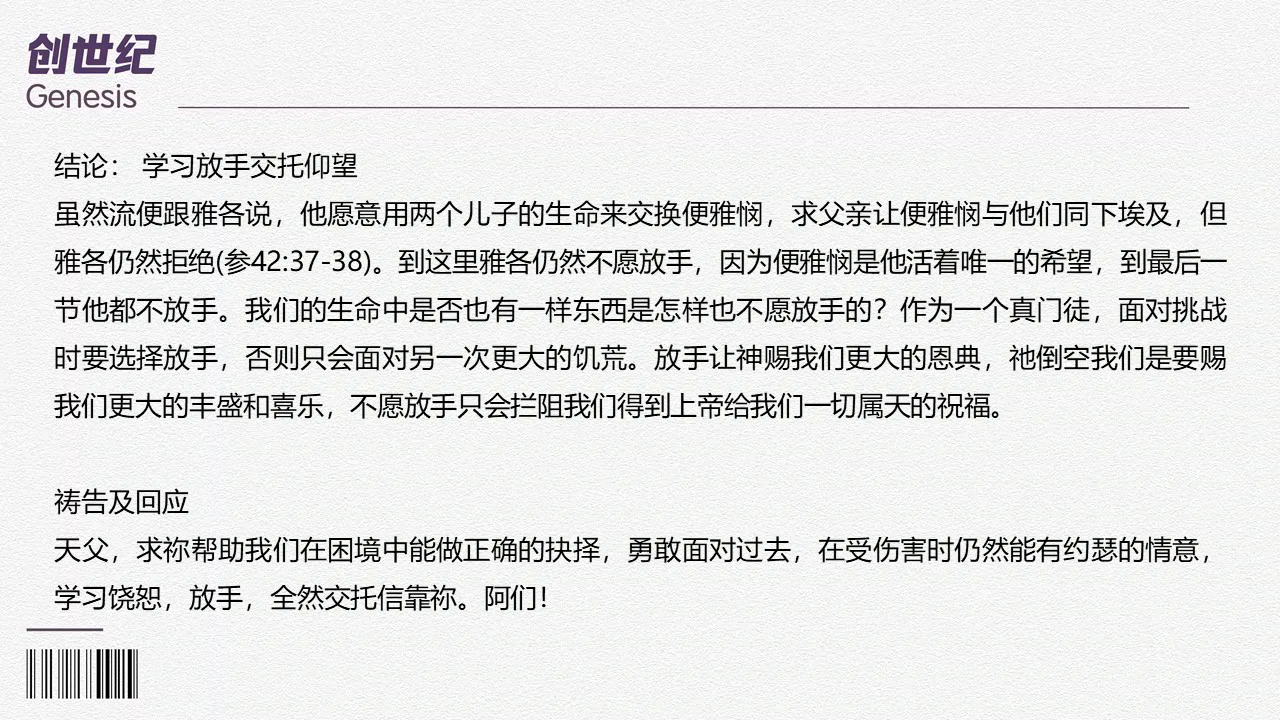 创世纪
Genesis
结论： 学习放手交托仰望
虽然流便跟雅各说，他愿意用两个儿子的生命来交换便雅悯，求父亲让便雅悯与他们同下埃及，但
雅各仍然拒绝(参42:37-38)。到这里雅各仍然不愿放手，因为便雅悯是他活着唯一的希望，到最后一
节他都不放手。我们的生命中是否也有一样东西是怎样也不愿放手的？作为一个真门徒，面对挑战
时要选择放手，否则只会面对另一次更大的饥荒。放手让神赐我们更大的恩典，祂倒空我们是要赐
我们更大的丰盛和喜乐，不愿放手只会拦阻我们得到上帝给我们一切属天的祝福。
祷告及回应
天父，求祢帮助我们在困境中能做正确的抉择，勇敢面对过去，在受伤害时仍然能有约瑟的情意，
学习饶恕，放手，全然交托信靠祢。阿们！